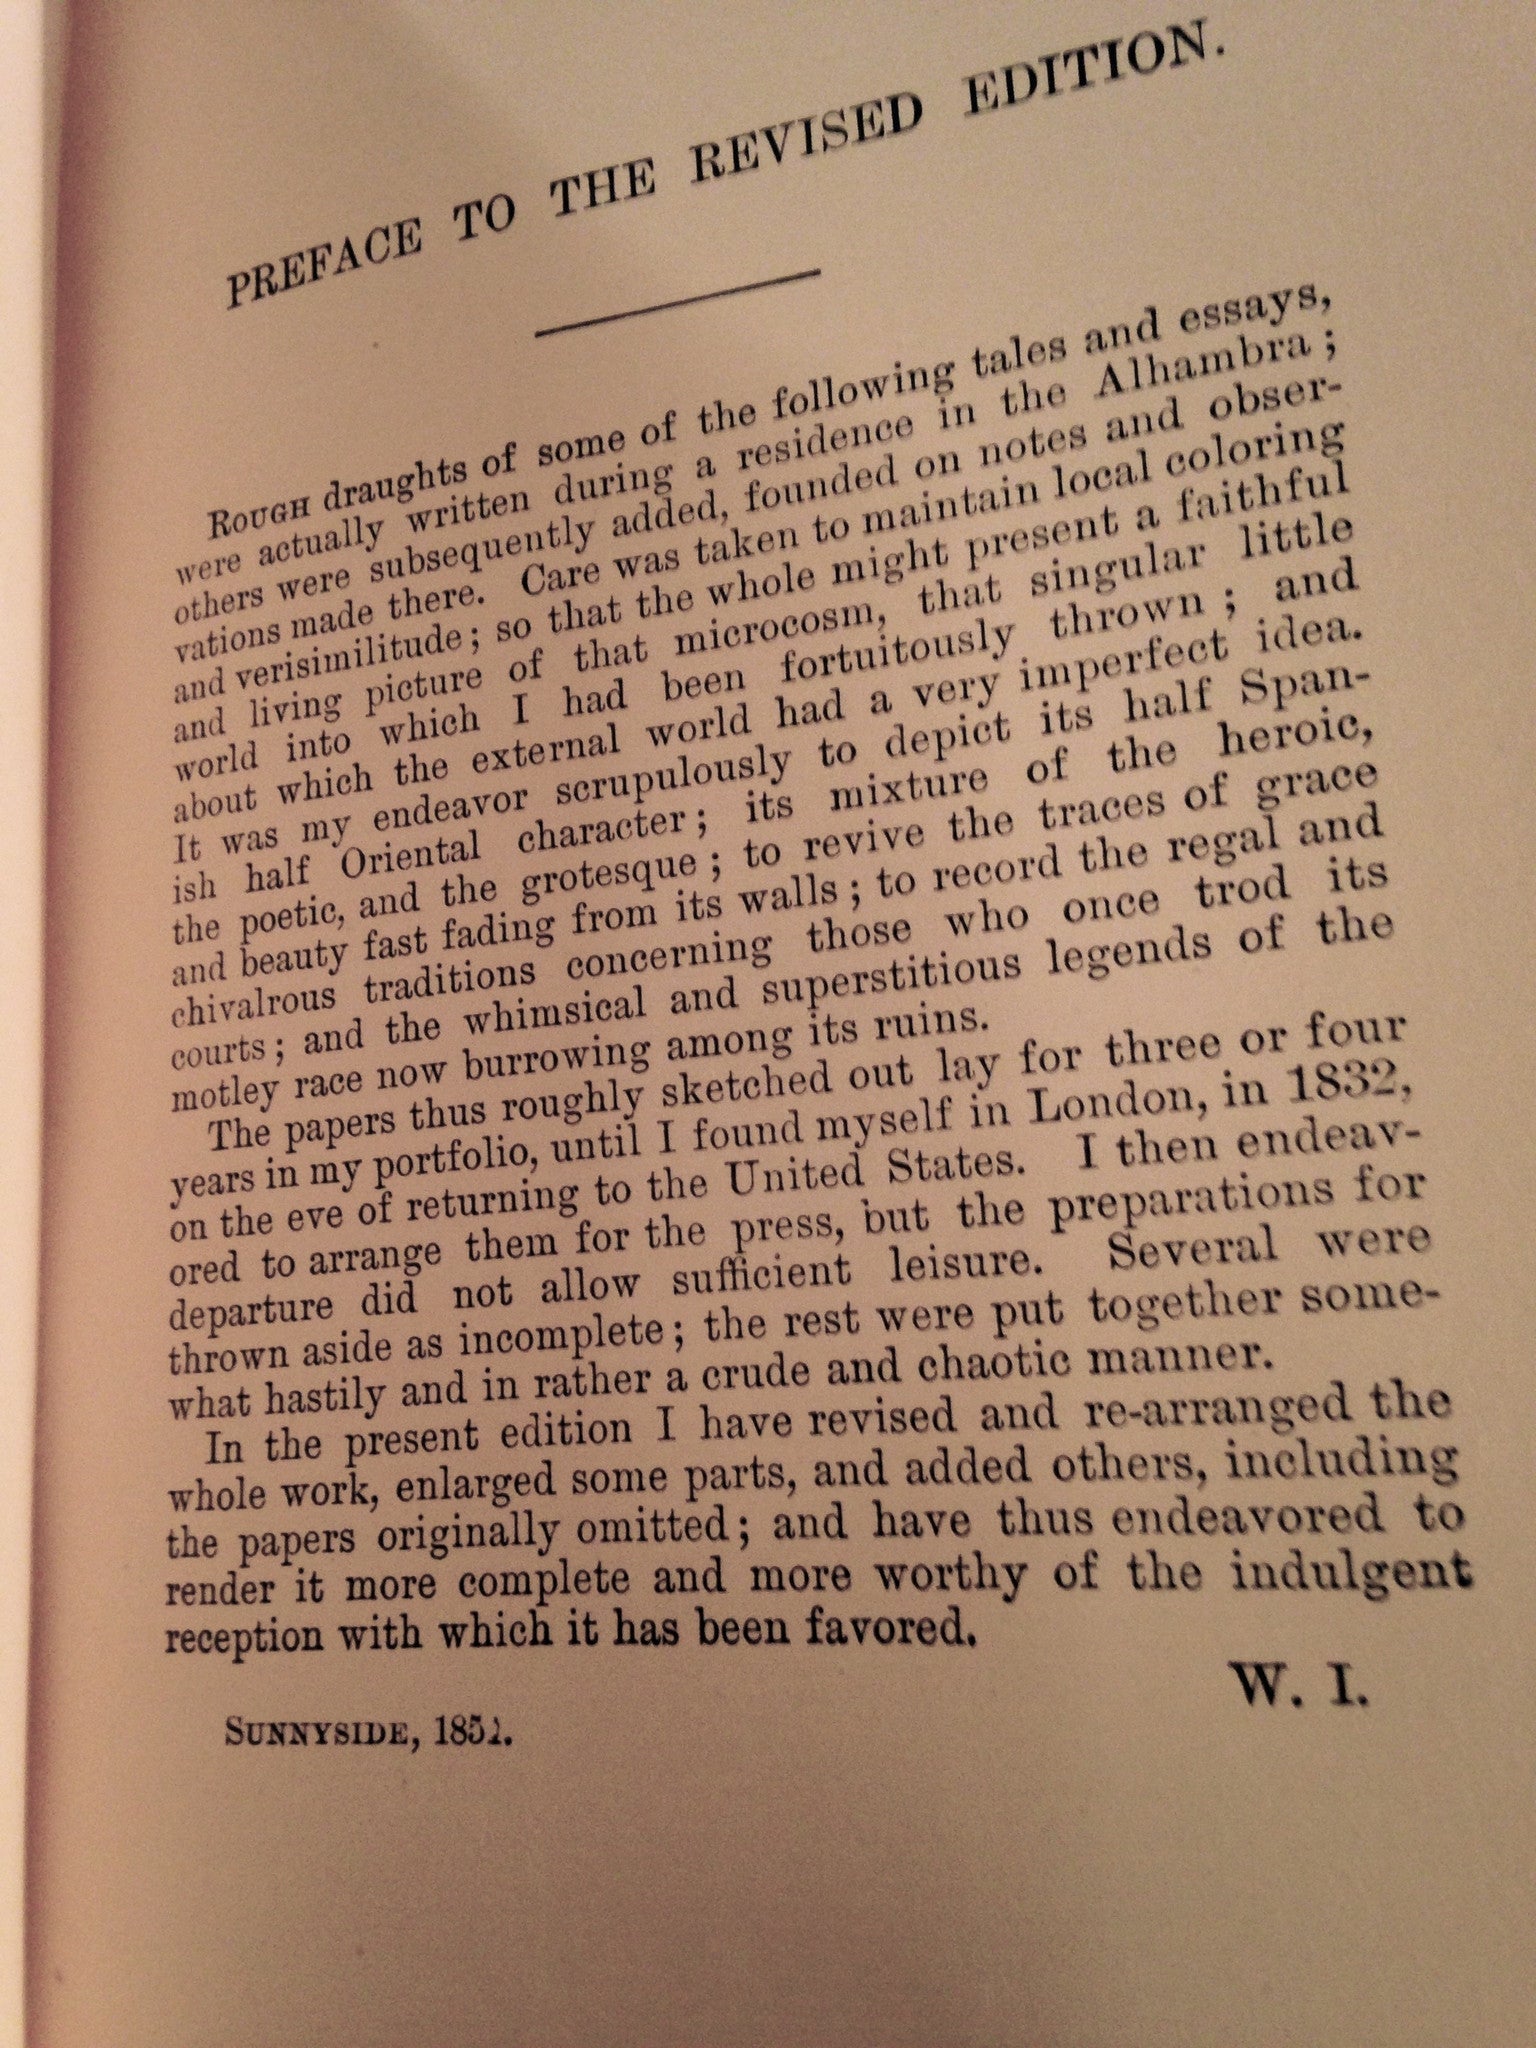 PREFACE TO THE REVISED EDITION.
ROUGH draughts of some of the following tales and essays,
were actually written during a residence in the Alhambra;
others were subsequently added, founded on notes and obser-
vations made there. Care was taken to maintain local coloring
and verisimilitude; so that the whole might present a faithful
and living picture of that microcosm, that singular little
world into which I had been fortuitously thrown; and
about which the external world had a very imperfect idea.
It was my endeavor scrupulously to depict its half Span-
ish half Oriental character; its mixture of the heroic,
the poetic, and the grotesque; to revive the traces of grace
and beauty fast fading from its walls; to record the regal and
chivalrous traditions concerning those who once trod its
courts; and the whimsical and superstitious legends of the
motley race now burrowing among its ruins.
The papers thus roughly sketched out lay for three or four
years in my portfolio, until I found myself in London, in 1832,
on the eve of returning to the United States. I then endeav-
ored to arrange them for the press, but the preparations for
departure did not allow sufficient leisure. Several were
thrown aside as incomplete; the rest were put together some-
what hastily and in rather a crude and chaotic manner.
In the present edition I have revised and re-arranged the
whole work, enlarged some parts, and added others, including
the papers originally omitted; and have thus endeavored to
render it more complete and more worthy of the indulgent
reception with which it has been favored.
W. I.
SUNNYSIDE, 1851.